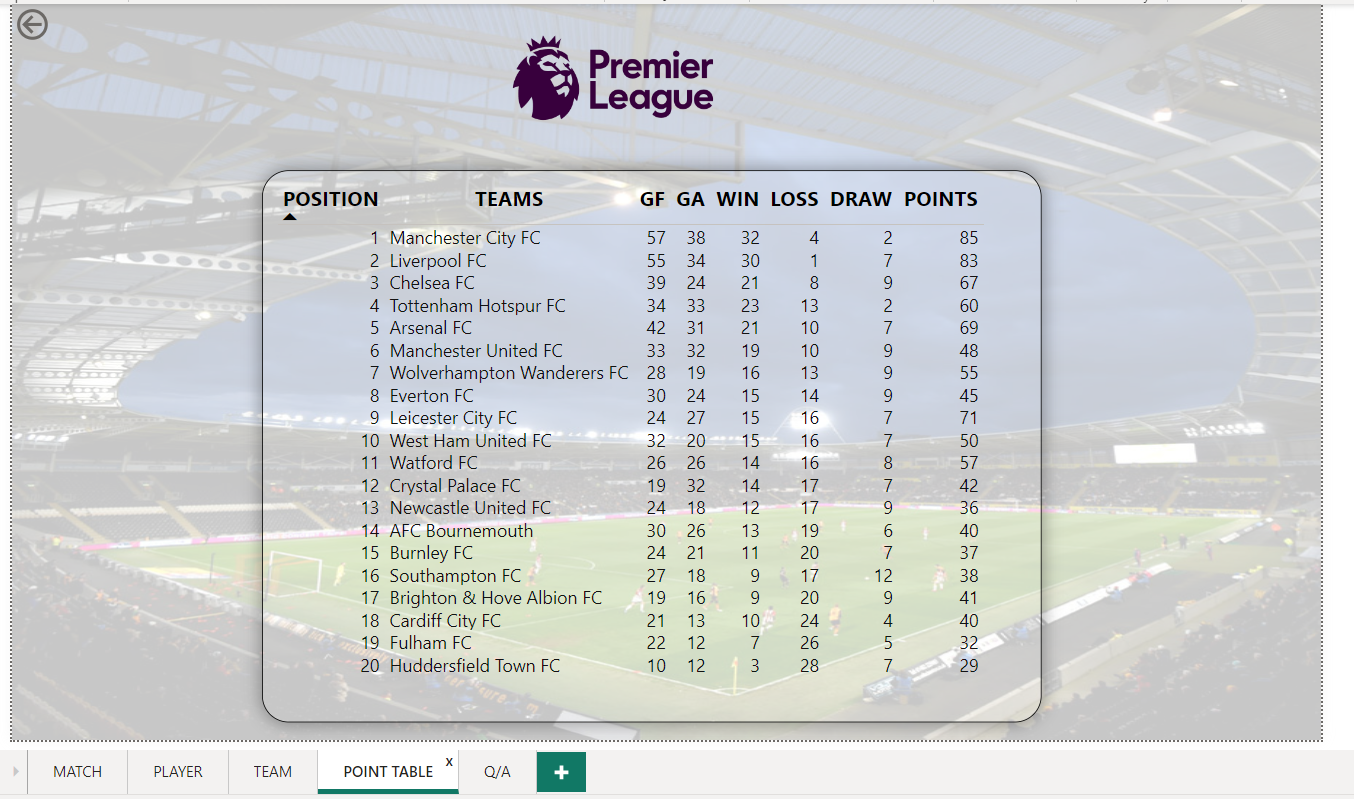 Premier
League
POSITION TEAMS GF GA WIN LOSS DRAW POINTS
1 Manchester City FC 57 38 32 4 2 85
2 Liverpool FC 55 34 30 1 7 83
3 Chelsea FC 39 24 21 8 9 67
4 Tottenham Hotspur FC 34 33 23 13 2 60
5 Arsenal FC 42 31 21 10 7 69
6 Manchester United FC 33 32 19 10 9 48
7 Wolverhampton Wanderers FC 28 19 16 13 9 55
8 Everton FC 30 24 15 14 9 45
9 Leicester City FC 24 27 15 16 7 71
10 West Ham United FC 32 20 15 16 7 50
11 Watford FC 26 26 14 16 8 57
12 Crystal Palace FC 19 32 14 17 7 42
13 Newcastle United FC 24 18 12 17 9 36
14 AFC Bournemouth 30 26 13 19 6 40
15 Burnley FC 24 21 11 20 7 37
16 Southampton FC 27 18 9 17 12 38
17 Brighton & Hove Albion FC 19 16 9 20 9 41
18 Cardiff City FC 21 13 10 24 4 40
19 Fulham FC 22 12 7 26 5 32
20 Huddersfield Town FC 10 12 3 28 7 29
MATCH PLAYER TEAM POINT TABLE x Q/A +